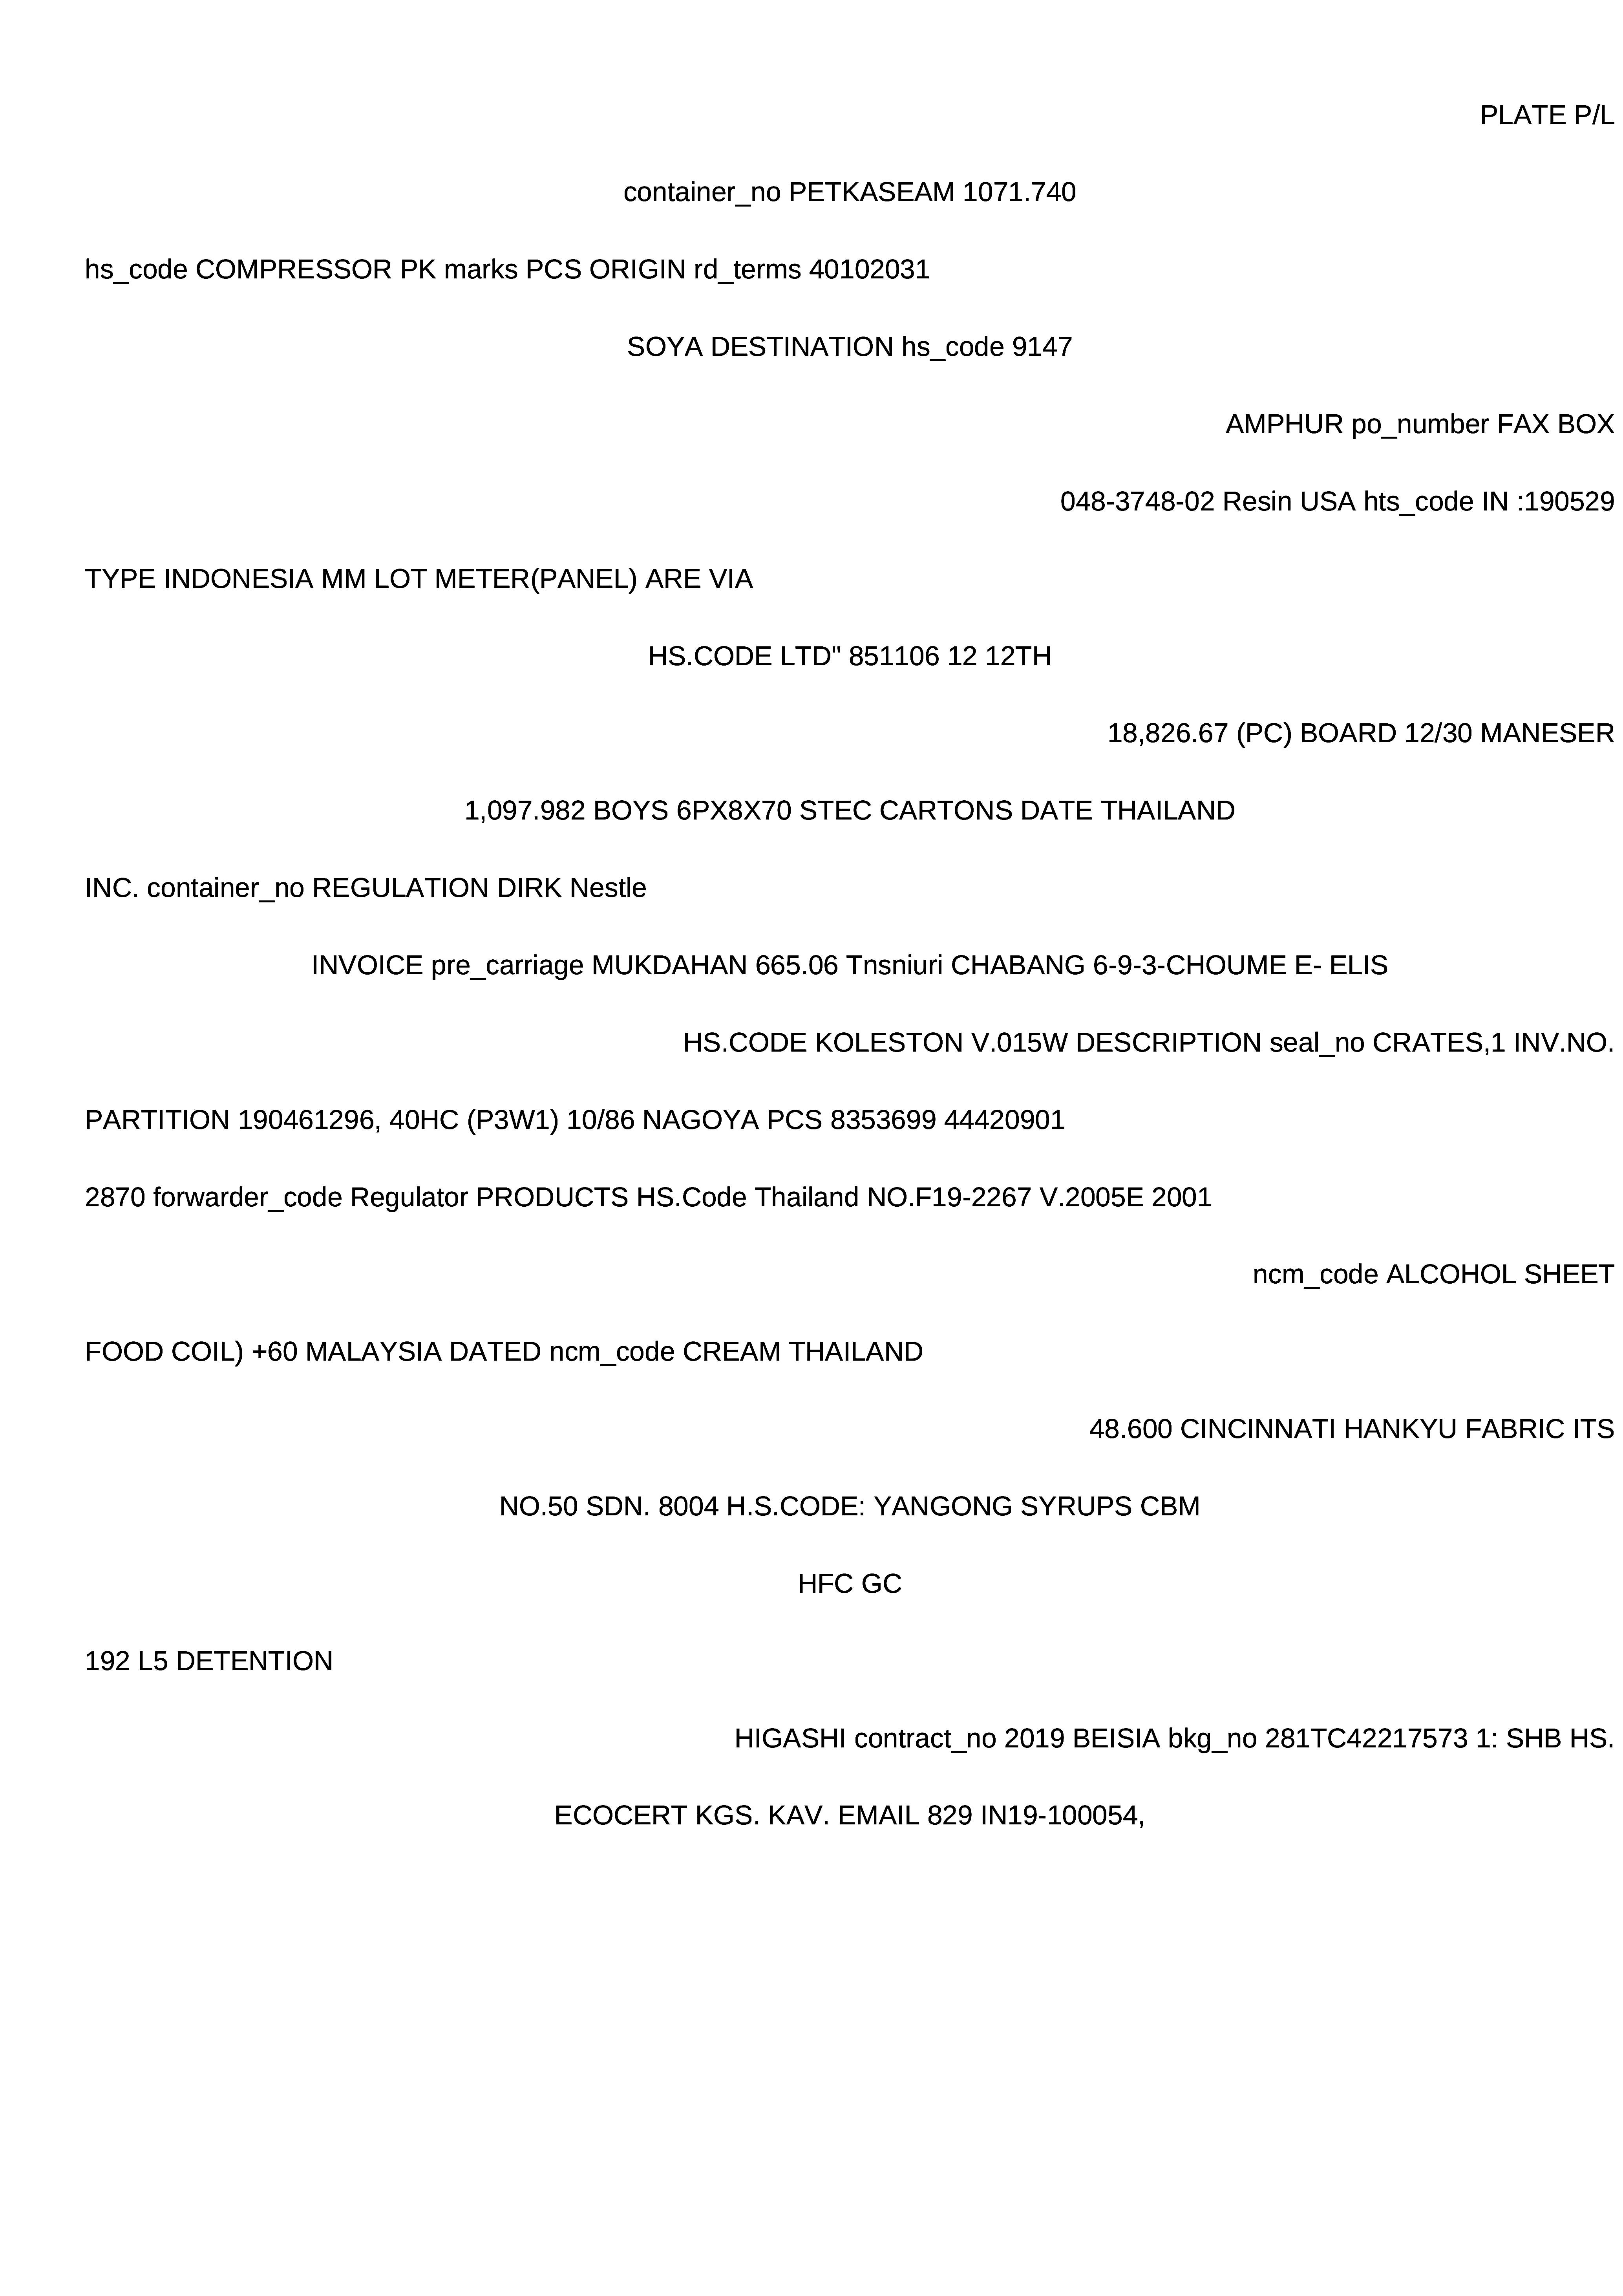 PLATE P/L
container_no PETKASEAM 1071.740
hs_code COMPRESSOR PK marks PCS ORIGIN rd_terms 40102031
SOYA DESTINATION hs_code 9147
AMPHUR po_number FAX BOX
048-3748-02 Resin USA hts_code IN :190529
TYPE INDONESIA MM LOT METER(PANEL) ARE VIA
HS.CODE LTD" 851106 12 12TH
18,826.67 (PC) BOARD 12/30 MANESER
1,097.982 BOYS 6PX8X70 STEC CARTONS DATE THAILAND
INC. container_no REGULATION DIRK Nestle
INVOICE pre_carriage MUKDAHAN 665.06 Tnsniuri CHABANG 6-9-3-CHOUME E- ELIS
HS.CODE KOLESTON V.015W DESCRIPTION seal_no CRATES,1 INV.NO.
PARTITION 190461296, 40HC (P3W1) 10/86 NAGOYA PCS 8353699 44420901
2870 forwarder_code Regulator PRODUCTS HS.Code Thailand NO.F19-2267 V.2005E 2001
ncm_code ALCOHOL SHEET
FOOD COIL) +60 MALAYSIA DATED ncm_code CREAM THAILAND
48.600 CINCINNATI HANKYU FABRIC ITS
NO.50 SDN. 8004 H.S.CODE: YANGONG SYRUPS CBM
HFC GC
192 L5 DETENTION
HIGASHI contract_no 2019 BEISIA bkg_no 281TC42217573 1: SHB HS.
ECOCERT KGS. KAV. EMAIL 829 IN19-100054,